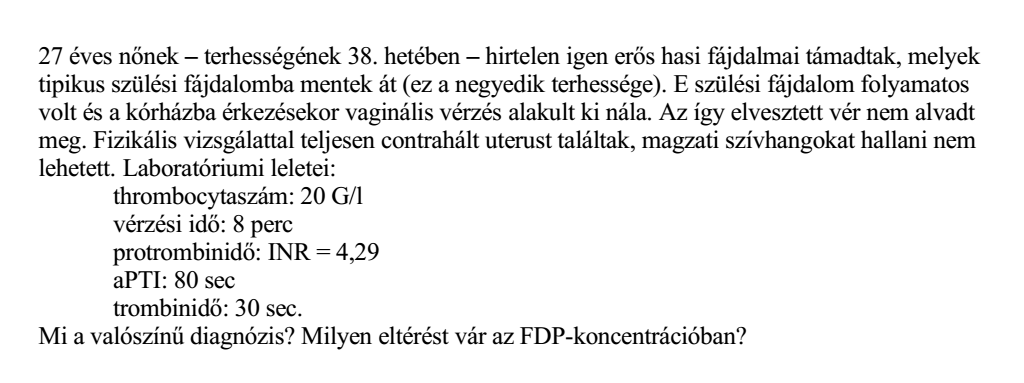 27 éves nőnek – terhességének 38. hetében – hirtelen igen erős hasi fájdalmai támadtak, melyek
tipikus szülési fájdalomba mentek át (ez a negyedik terhessége). E szülési fájdalom folyamatos
volt és a kórházba érkezésekor vaginális vérzés alakult ki nála. Az így elvesztett vér nem alvadt
meg. Fizikális vizsgálattal teljesen contrahált uterust találtak, magzati szívhangokat hallani nem
lehetett. Laboratóriumi leletei:
thrombocytaszám: 20 G/l
vérzési idő: 8 perc
protrombinidő: INR = 4,29
aPTI: 80 sec
trombinidő: 30 sec.
Mi a valószínű diagnózis? Milyen eltérést vár az FDP-koncentrációban?